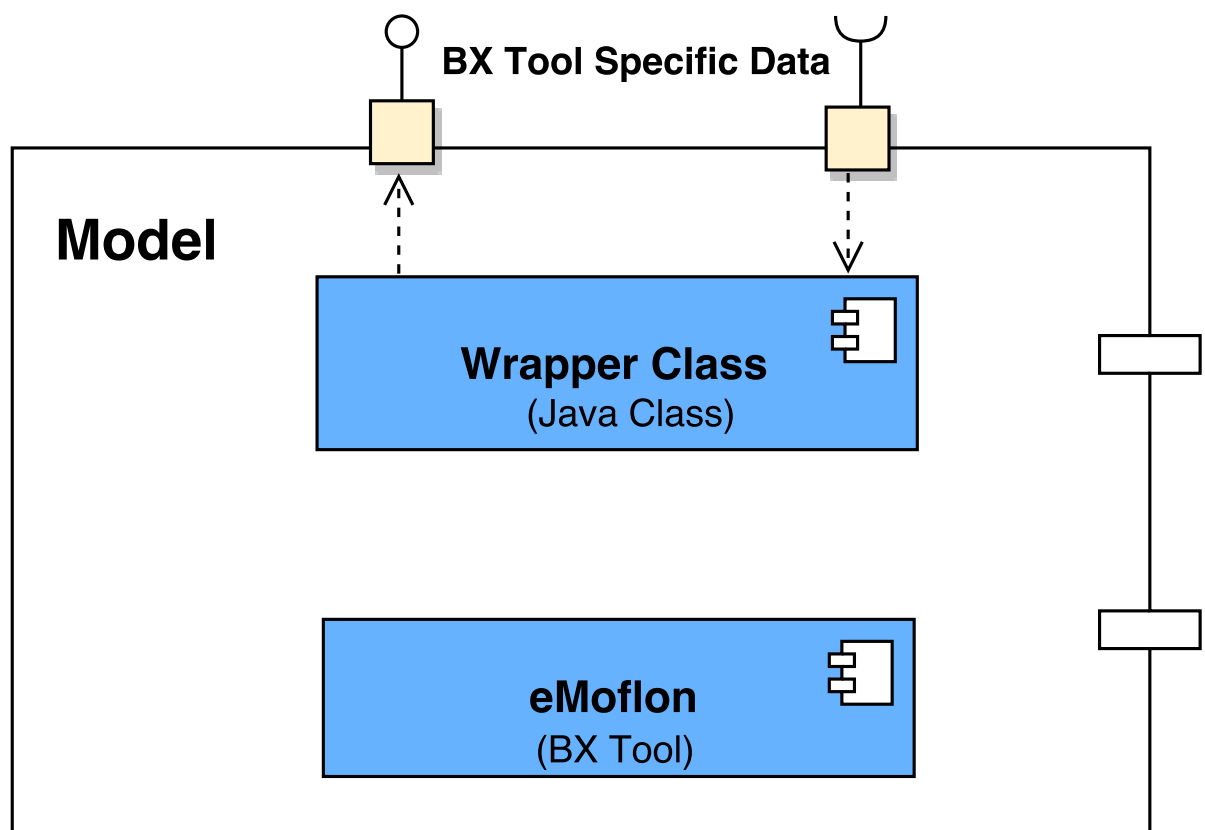 BX Tool Specific Data
Model
Wrapper Class
(Java Class)
eMoflon
(BX Tool)